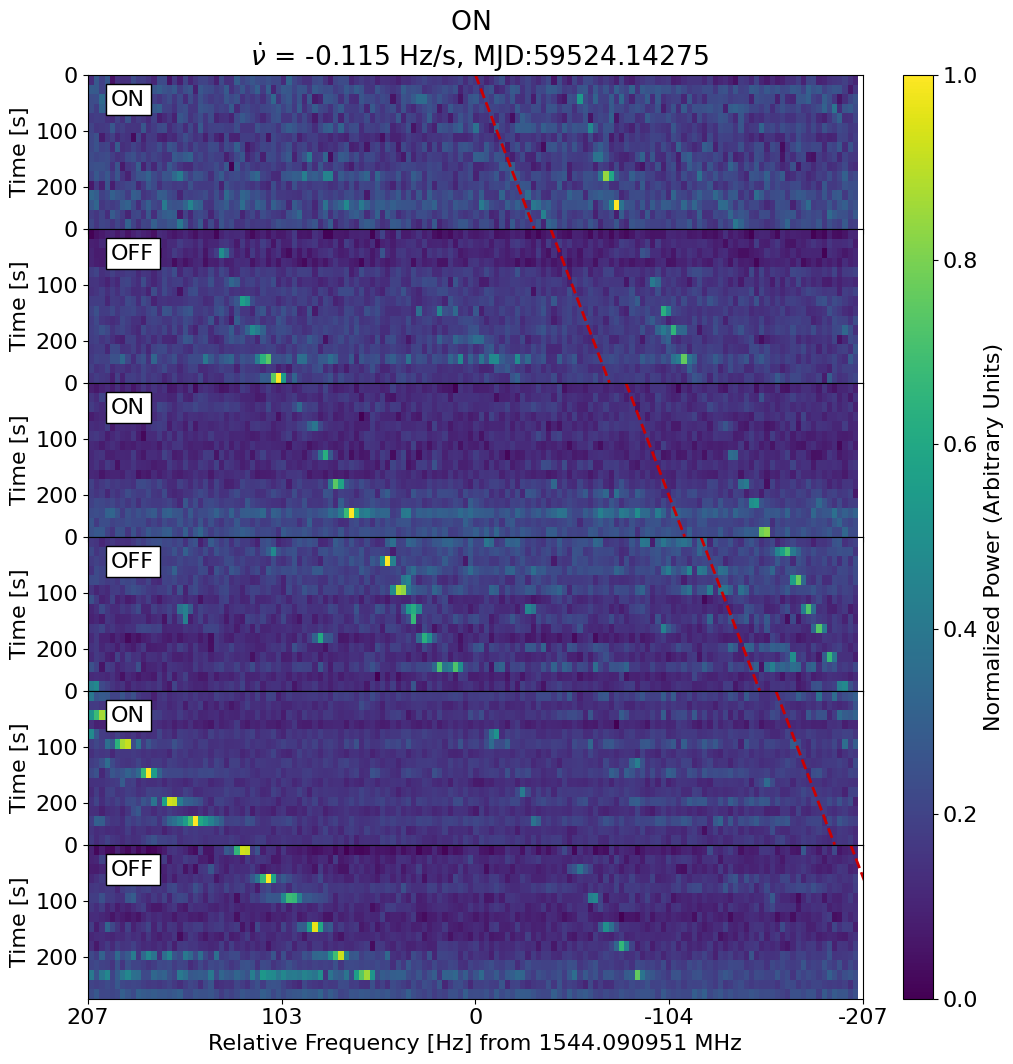 ON
ν̇ = -0.115 Hz/s, MJD:59524.14275
0
100
200
Time [s]
ON
0
100
200
Time [s]
OFF
0
100
200
Time [s]
ON
0
100
200
Time [s]
OFF
0
100
200
Time [s]
ON
0
100
200
Time [s]
OFF
207 103 0 -104 -207
Relative Frequency [Hz] from 1544.090951 MHz
1.0
0.8
0.6
0.4
0.2
0.0
Normalized Power (Arbitrary Units)